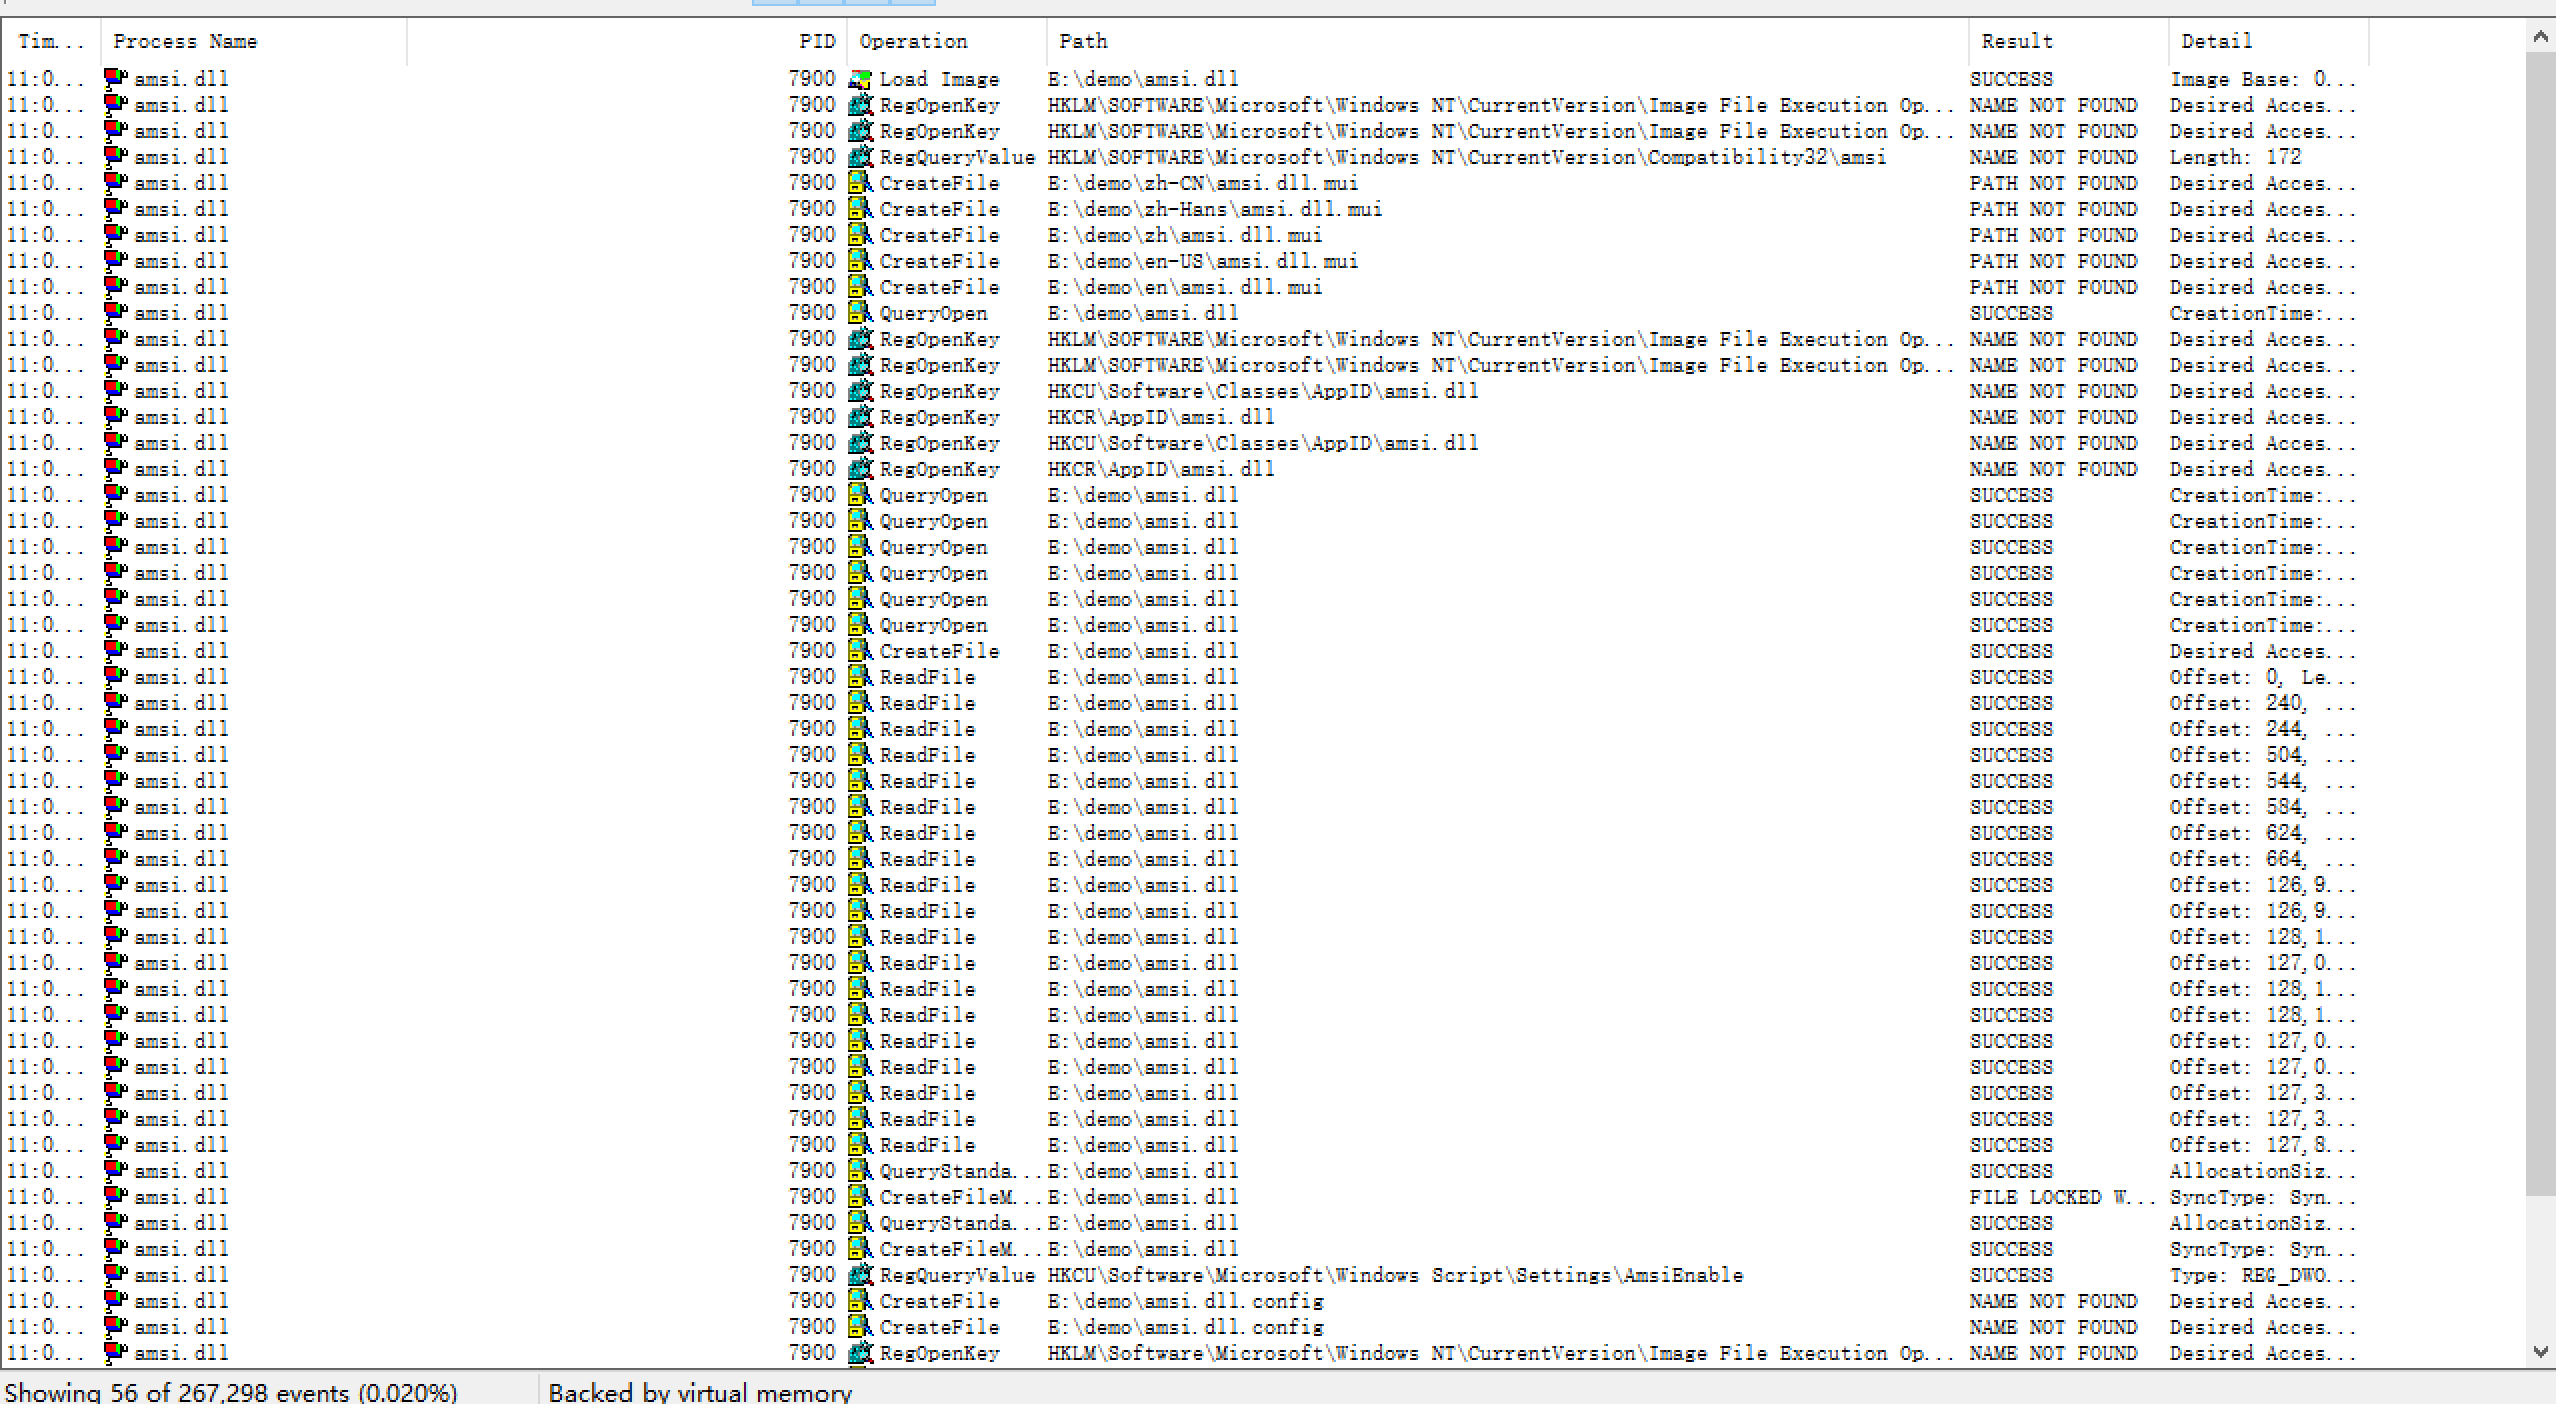 Tim... Process Name PID Operation Path Result Detail
11:0... amsi.dll 7900 Load Image E:\demo\amsi.dll SUCCESS Image Base: 0...
11:0... amsi.dll 7900 RegOpenKey HKLM\SOFTWARE\Microsoft\Windows NT\CurrentVersion\Image File Execution Op... NAME NOT FOUND Desired Acces...
11:0... amsi.dll 7900 RegOpenKey HKLM\SOFTWARE\Microsoft\Windows NT\CurrentVersion\Image File Execution Op... NAME NOT FOUND Desired Acces...
11:0... amsi.dll 7900 RegQueryValue HKLM\SOFTWARE\Microsoft\Windows NT\CurrentVersion\Compatibility32\amsi NAME NOT FOUND Length: 172
11:0... amsi.dll 7900 CreateFile E:\demo\zh-CN\amsi.dll.mui PATH NOT FOUND Desired Acces...
11:0... amsi.dll 7900 CreateFile E:\demo\zh-Hans\amsi.dll.mui PATH NOT FOUND Desired Acces...
11:0... amsi.dll 7900 CreateFile E:\demo\zh\amsi.dll.mui PATH NOT FOUND Desired Acces...
11:0... amsi.dll 7900 CreateFile E:\demo\en-US\amsi.dll.mui PATH NOT FOUND Desired Acces...
11:0... amsi.dll 7900 CreateFile E:\demo\en\amsi.dll.mui PATH NOT FOUND Desired Acces...
11:0... amsi.dll 7900 QueryOpen E:\demo\amsi.dll SUCCESS CreationTime:...
11:0... amsi.dll 7900 RegOpenKey HKLM\SOFTWARE\Microsoft\Windows NT\CurrentVersion\Image File Execution Op... NAME NOT FOUND Desired Acces...
11:0... amsi.dll 7900 RegOpenKey HKLM\SOFTWARE\Microsoft\Windows NT\CurrentVersion\Image File Execution Op... NAME NOT FOUND Desired Acces...
11:0... amsi.dll 7900 RegOpenKey HKCU\Software\Classes\AppID\amsi.dll NAME NOT FOUND Desired Acces...
11:0... amsi.dll 7900 RegOpenKey HKCR\AppID\amsi.dll NAME NOT FOUND Desired Acces...
11:0... amsi.dll 7900 RegOpenKey HKCU\Software\Classes\AppID\amsi.dll NAME NOT FOUND Desired Acces...
11:0... amsi.dll 7900 RegOpenKey HKCR\AppID\amsi.dll NAME NOT FOUND Desired Acces...
11:0... amsi.dll 7900 QueryOpen E:\demo\amsi.dll SUCCESS CreationTime:...
11:0... amsi.dll 7900 QueryOpen E:\demo\amsi.dll SUCCESS CreationTime:...
11:0... amsi.dll 7900 QueryOpen E:\demo\amsi.dll SUCCESS CreationTime:...
11:0... amsi.dll 7900 QueryOpen E:\demo\amsi.dll SUCCESS CreationTime:...
11:0... amsi.dll 7900 QueryOpen E:\demo\amsi.dll SUCCESS CreationTime:...
11:0... amsi.dll 7900 QueryOpen E:\demo\amsi.dll SUCCESS CreationTime:...
11:0... amsi.dll 7900 CreateFile E:\demo\amsi.dll SUCCESS Desired Acces...
11:0... amsi.dll 7900 ReadFile E:\demo\amsi.dll SUCCESS Offset: 0, Le...
11:0... amsi.dll 7900 ReadFile E:\demo\amsi.dll SUCCESS Offset: 240, ...
11:0... amsi.dll 7900 ReadFile E:\demo\amsi.dll SUCCESS Offset: 244, ...
11:0... amsi.dll 7900 ReadFile E:\demo\amsi.dll SUCCESS Offset: 504, ...
11:0... amsi.dll 7900 ReadFile E:\demo\amsi.dll SUCCESS Offset: 544, ...
11:0... amsi.dll 7900 ReadFile E:\demo\amsi.dll SUCCESS Offset: 584, ...
11:0... amsi.dll 7900 ReadFile E:\demo\amsi.dll SUCCESS Offset: 624, ...
11:0... amsi.dll 7900 ReadFile E:\demo\amsi.dll SUCCESS Offset: 664, ...
11:0... amsi.dll 7900 ReadFile E:\demo\amsi.dll SUCCESS Offset: 126,9...
11:0... amsi.dll 7900 ReadFile E:\demo\amsi.dll SUCCESS Offset: 126,9...
11:0... amsi.dll 7900 ReadFile E:\demo\amsi.dll SUCCESS Offset: 128,1...
11:0... amsi.dll 7900 ReadFile E:\demo\amsi.dll SUCCESS Offset: 127,0...
11:0... amsi.dll 7900 ReadFile E:\demo\amsi.dll SUCCESS Offset: 128,1...
11:0... amsi.dll 7900 ReadFile E:\demo\amsi.dll SUCCESS Offset: 128,1...
11:0... amsi.dll 7900 ReadFile E:\demo\amsi.dll SUCCESS Offset: 127,0...
11:0... amsi.dll 7900 ReadFile E:\demo\amsi.dll SUCCESS Offset: 127,0...
11:0... amsi.dll 7900 ReadFile E:\demo\amsi.dll SUCCESS Offset: 127,3...
11:0... amsi.dll 7900 ReadFile E:\demo\amsi.dll SUCCESS Offset: 127,3...
11:0... amsi.dll 7900 ReadFile E:\demo\amsi.dll SUCCESS Offset: 127,8...
11:0... amsi.dll 7900 QueryStanda... E:\demo\amsi.dll SUCCESS AllocationSiz...
11:0... amsi.dll 7900 CreateFileM... E:\demo\amsi.dll FILE LOCKED W... SyncType: Syn...
11:0... amsi.dll 7900 QueryStanda... E:\demo\amsi.dll SUCCESS AllocationSiz...
11:0... amsi.dll 7900 CreateFileM... E:\demo\amsi.dll SUCCESS SyncType: Syn...
11:0... amsi.dll 7900 RegQueryValue HKCU\Software\Microsoft\Windows Script\Settings\AmsiEnable SUCCESS Type: REG_DWO...
11:0... amsi.dll 7900 CreateFile E:\demo\amsi.dll.config NAME NOT FOUND Desired Acces...
11:0... amsi.dll 7900 CreateFile E:\demo\amsi.dll.config NAME NOT FOUND Desired Acces...
11:0... amsi.dll 7900 RegOpenKey HKLM\Software\Microsoft\Windows NT\CurrentVersion\Image File Execution Op... NAME NOT FOUND Desired Acces...
Showing 56 of 267,298 events (0.020%) Backed by virtual memory